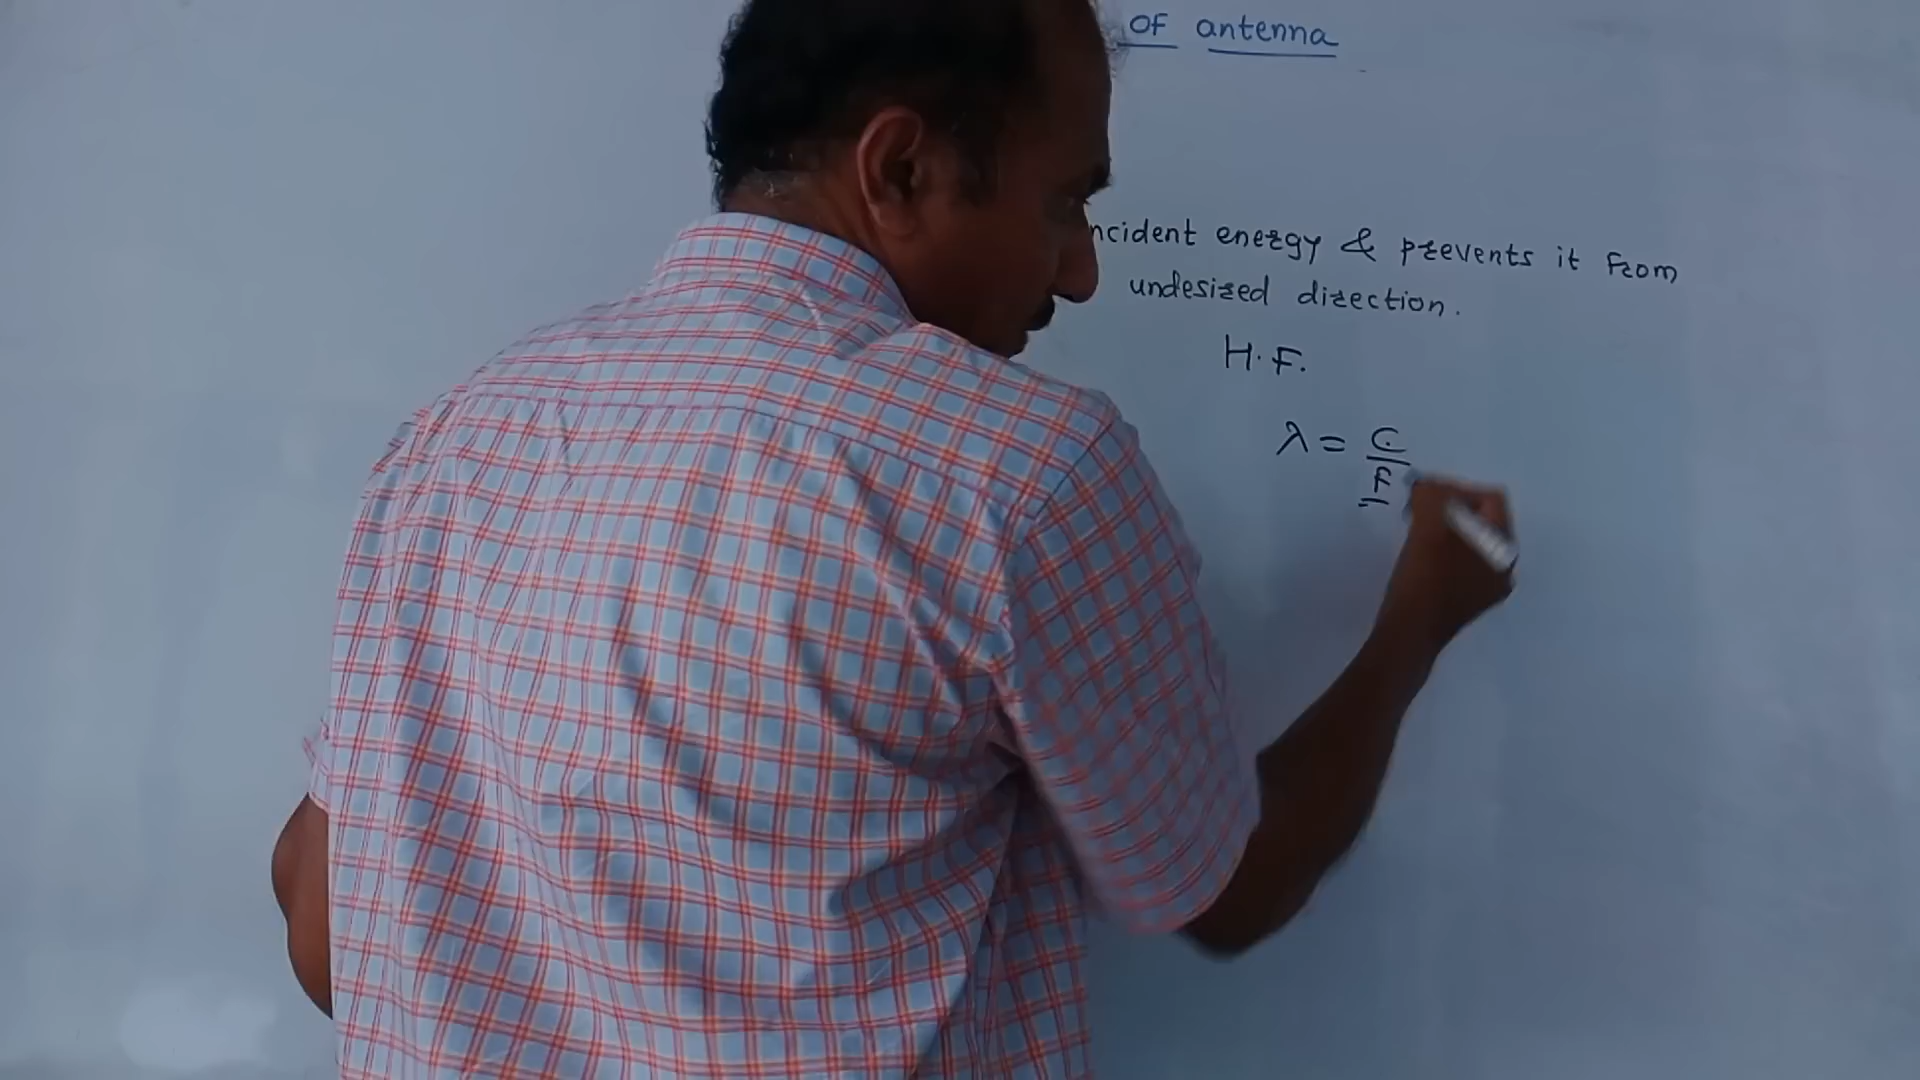 OF antenna
ncident energy & prevents it from
undesired direction.
H.F.
λ = C/F